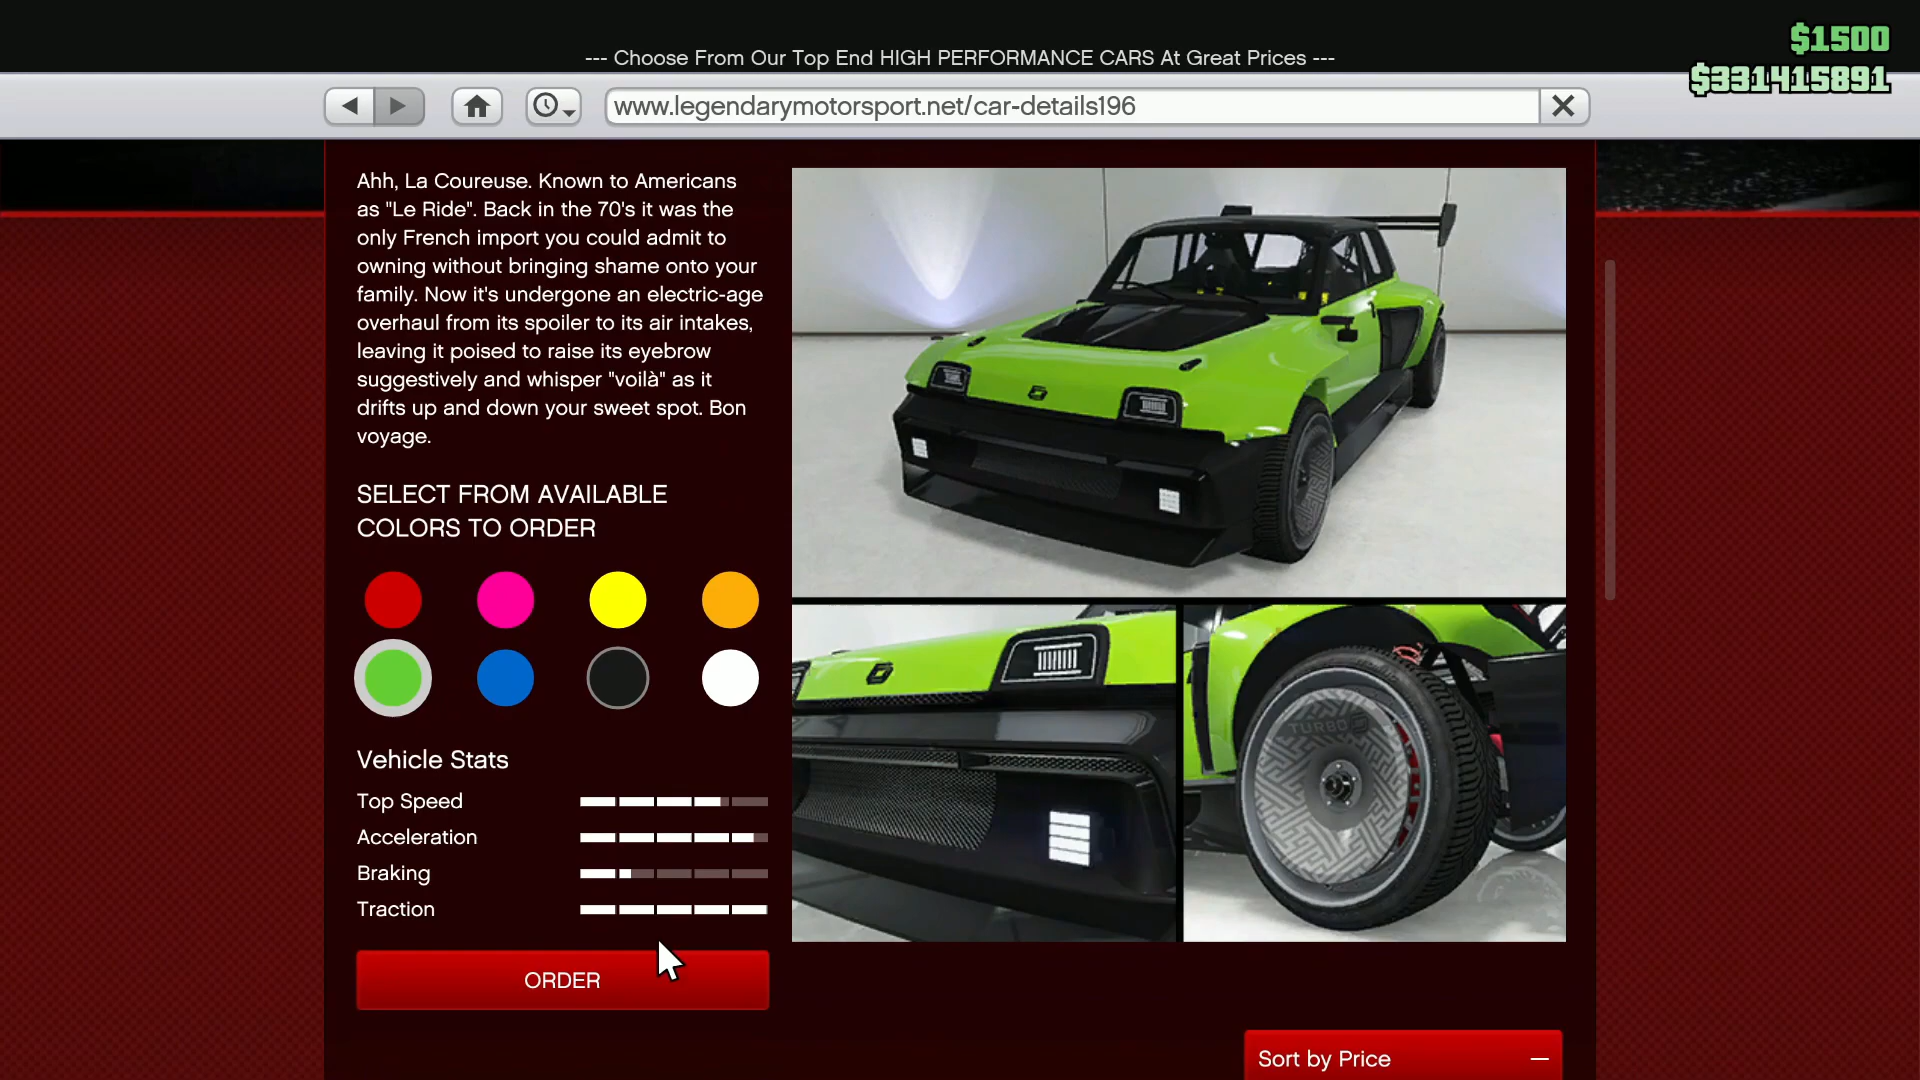 --- Choose From Our Top End HIGH PERFORMANCE CARS At Great Prices ---
$1500
$331415891
www.legendarymotorsport.net/car-details196
Ahh, La Coureuse. Known to Americans
as "Le Ride". Back in the 70's it was the
only French import you could admit to
owning without bringing shame onto your
family. Now it's undergone an electric-age
overhaul from its spoiler to its air intakes,
leaving it poised to raise its eyebrow
suggestively and whisper "voilà" as it
drifts up and down your sweet spot. Bon
voyage.
SELECT FROM AVAILABLE
COLORS TO ORDER
Vehicle Stats
Top Speed
Acceleration
Braking
Traction
ORDER
TURBO
Sort by Price